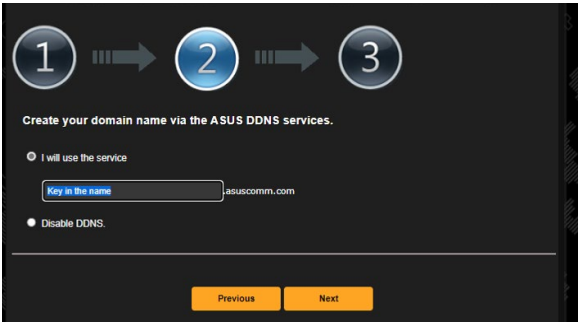 1 2 3
Create your domain name via the ASUS DDNS services.
I will use the service
Key in the name .asuscomm.com
Disable DDNS.
Previous Next